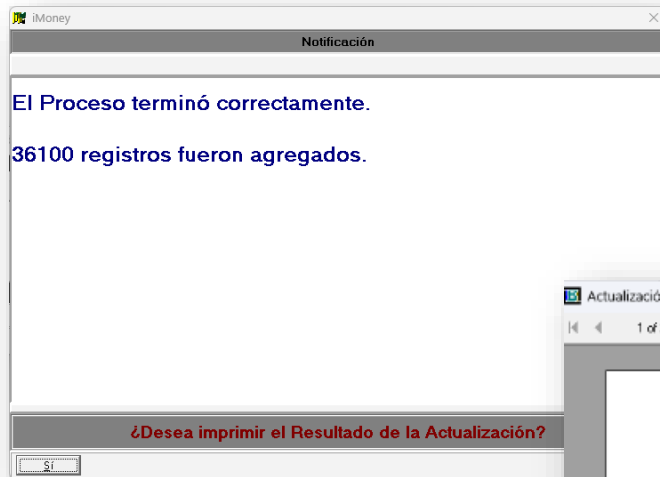 iMoney
Notificación
El Proceso terminó correctamente.
36100 registros fueron agregados.
Actualizació
1 of
¿Desea imprimir el Resultado de la Actualización?
Sí